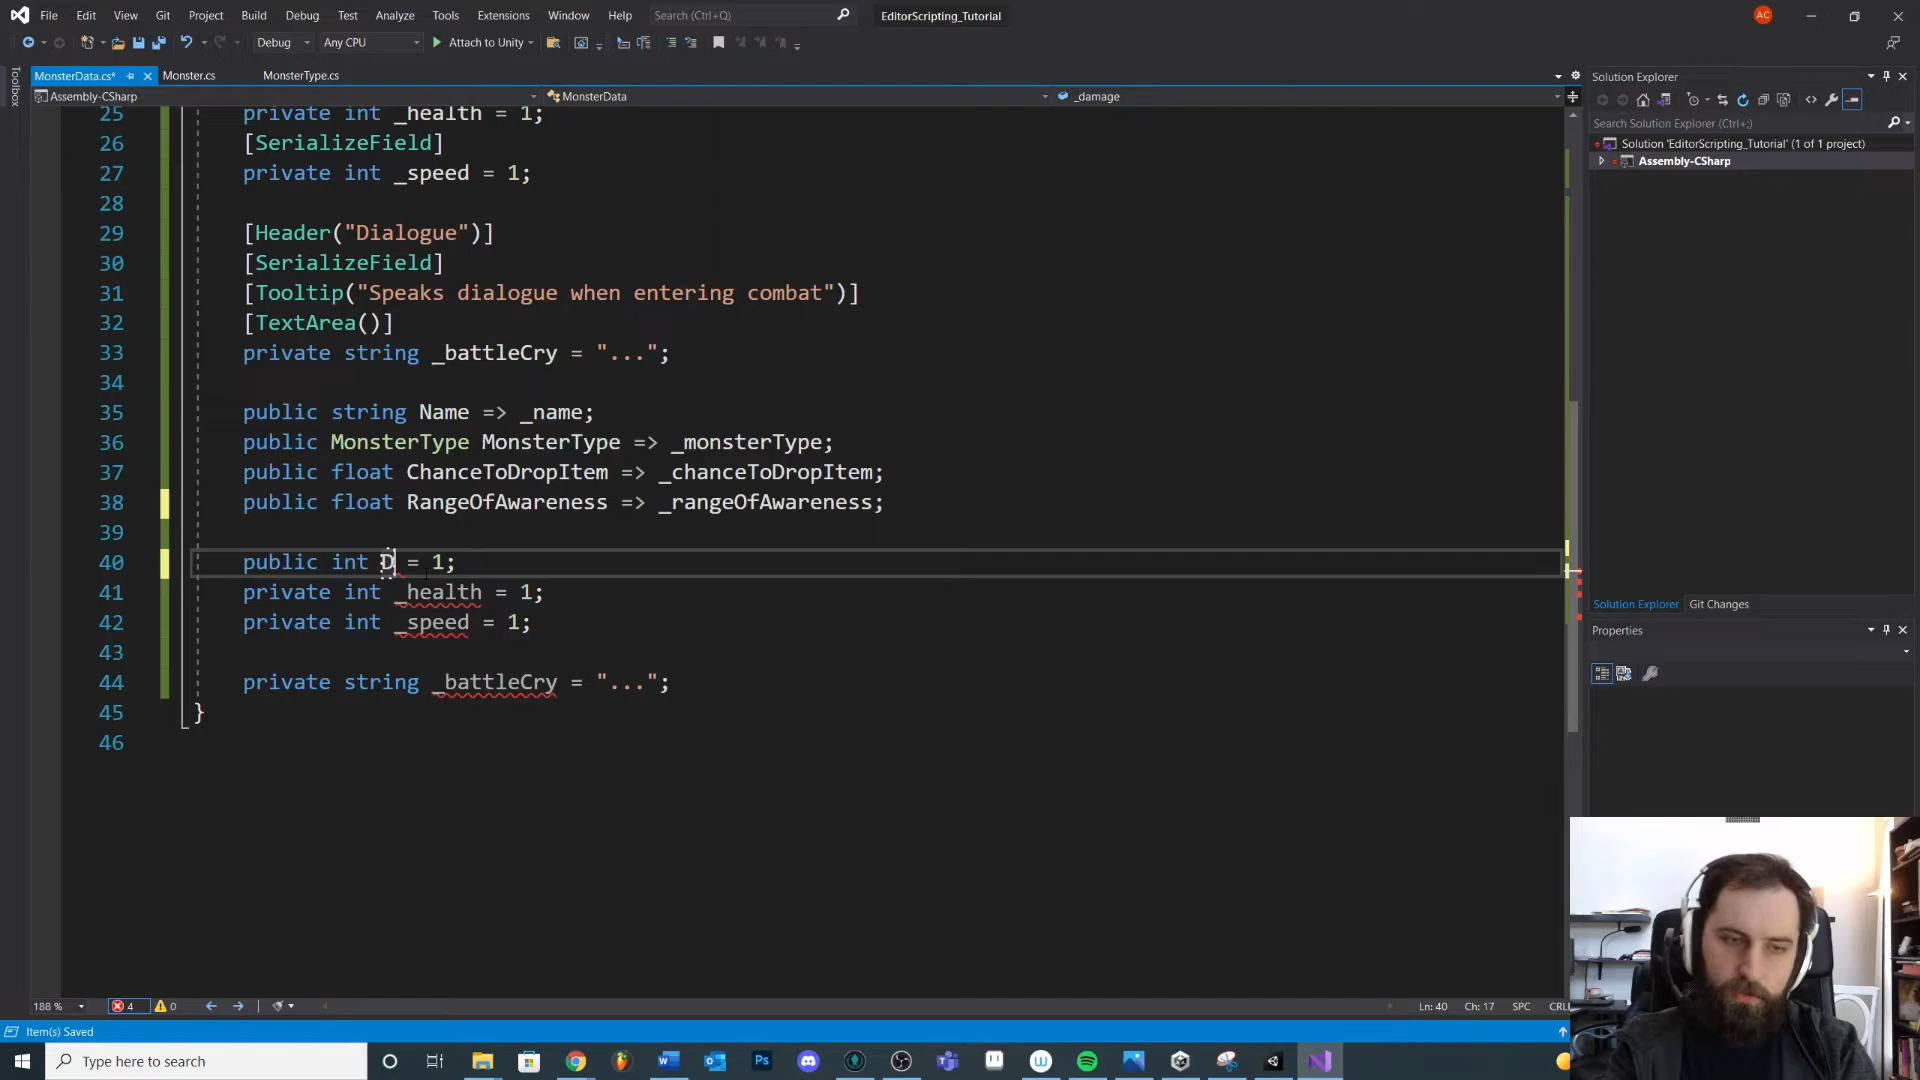 File Edit View Git Project Build Debug Test Analyze Tools Extensions Window Help Search (Ctrl+Q) EditorScripting_Tutorial AC
Debug Any CPU Attach to Unity
MonsterData.cs* Monster.cs MonsterType.cs
Assembly-CSharp MonsterData _damage
Toolbox
25 private int _health = 1;
26 [SerializeField]
27 private int _speed = 1;
28
29 [Header("Dialogue")]
30 [SerializeField]
31 [Tooltip("Speaks dialogue when entering combat")]
32 [TextArea()]
33 private string _battleCry = "...";
34
35 public string Name => _name;
36 public MonsterType MonsterType => _monsterType;
37 public float ChanceToDropItem => _chanceToDropItem;
38 public float RangeOfAwareness => _rangeOfAwareness;
39
40 public int D = 1;
41 private int _health = 1;
42 private int _speed = 1;
43
44 private string _battleCry = "...";
45 }
46
Solution Explorer
Search Solution Explorer (Ctrl+;)
Solution 'EditorScripting_Tutorial' (1 of 1 project)
Assembly-CSharp
Solution Explorer Git Changes
Properties
188 % 4 0 Ln: 40 Ch: 17 SPC CRL
Item(s) Saved
Type here to search